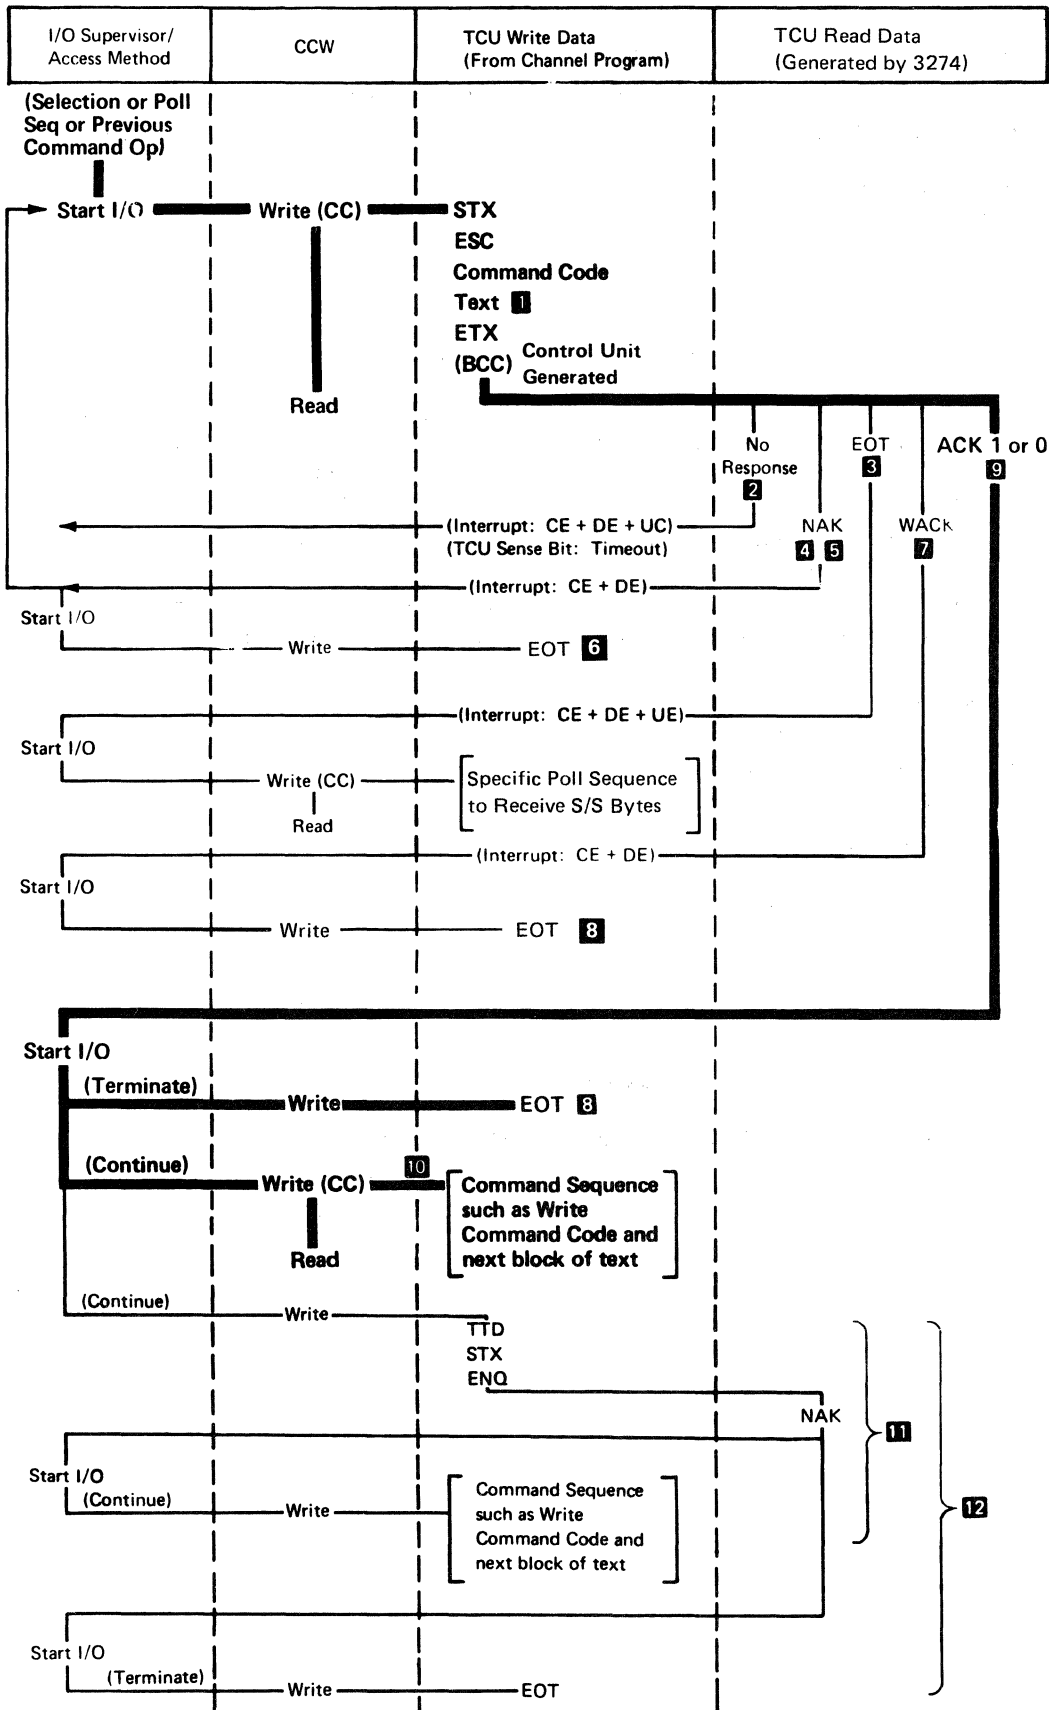 I/O Supervisor/
Access Method
CCW
TCU Write Data
(From Channel Program)
TCU Read Data
(Generated by 3274)
(Selection or Poll
Seq or Previous
Command Op)
Start I/O
Write (CC)
STX
ESC
Command Code
Text 1
ETX
(BCC) Control Unit
Generated
Read
No
Response
2
EOT
3
ACK 1 or 0
9
(Interrupt: CE + DE + UC)
(TCU Sense Bit: Timeout)
NAK
4 5
WACK
7
(Interrupt: CE + DE)
Start I/O
Write
EOT 6
(Interrupt: CE + DE + UE)
Start I/O
Write (CC)
Read
Specific Poll Sequence
to Receive S/S Bytes
(Interrupt: CE + DE)
Start I/O
Write
EOT 8
Start I/O
(Terminate)
Write
EOT 8
(Continue)
Write (CC)
10
Read
Command Sequence
such as Write
Command Code and
next block of text
(Continue)
Write
TTD
STX
ENQ
NAK
11
Start I/O
(Continue)
Write
Command Sequence
such as Write
Command Code and
next block of text
12
Start I/O
(Terminate)
Write
EOT